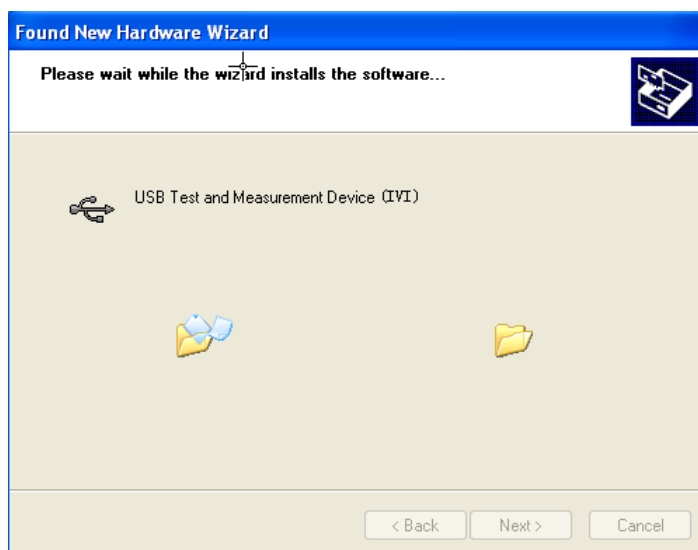 Found New Hardware Wizard
Please wait while the wizard installs the software...
USB Test and Measurement Device (IVI)
< Back
Next >
Cancel